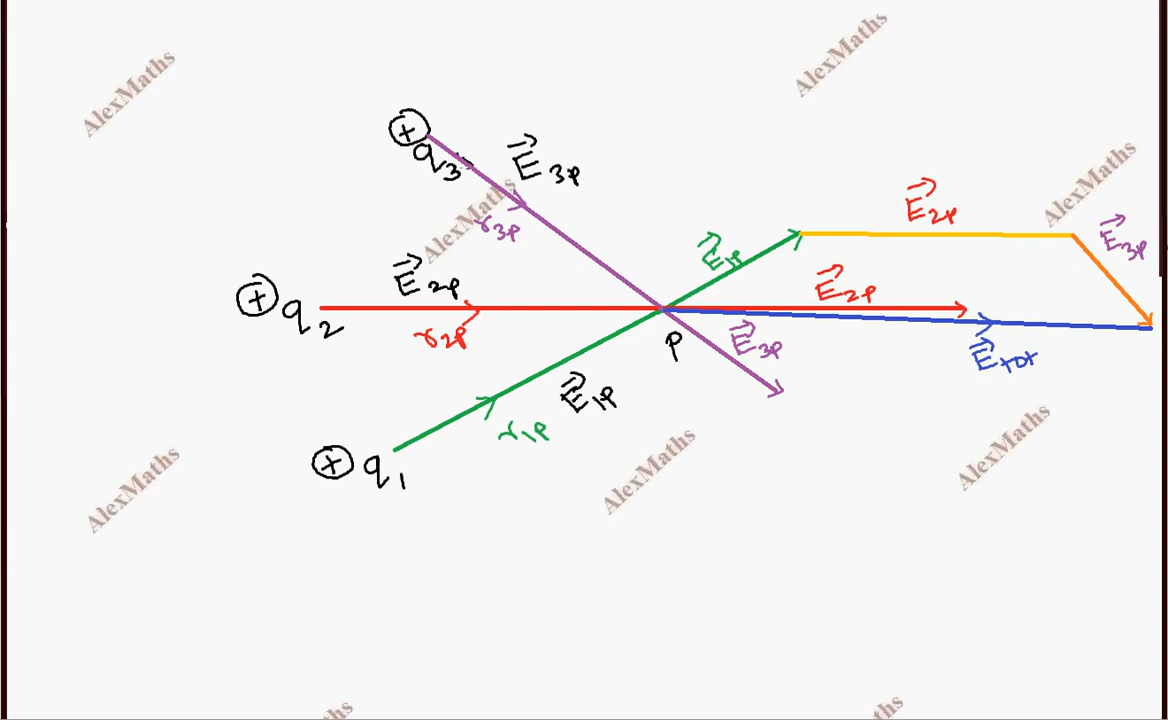 AlexMaths
AlexMaths
+
q3
E3p
AlexMaths
r3p
AlexMaths
E2p
E3p
E1p
+
q2
E2p
r2p
E2p
P
E3p
Etot
E1p
r1p
+
q1
AlexMaths
AlexMaths
AlexMaths